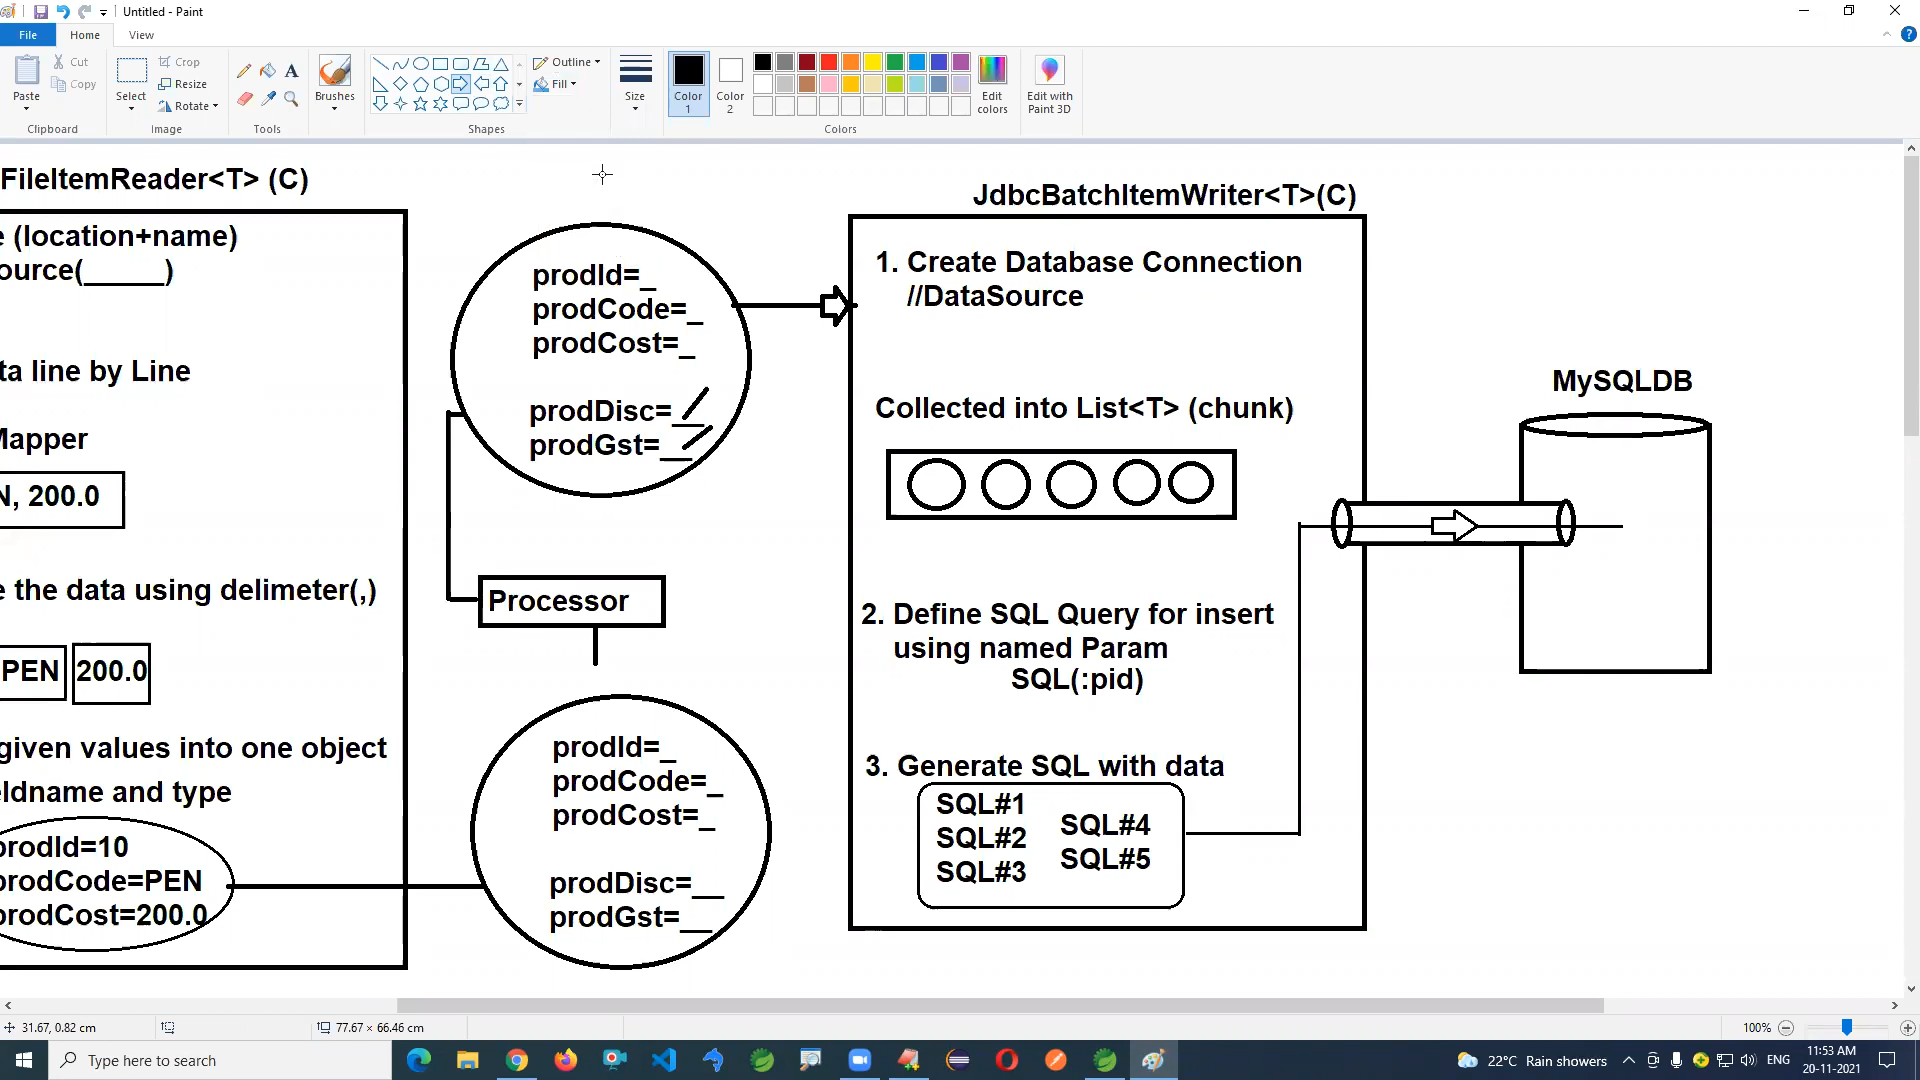 Untitled - Paint
File
Home
View
Paste
Cut
Copy
Clipboard
Select
Crop
Resize
Rotate
Image
Tools
Brushes
Shapes
Outline
Fill
Size
Color 1
Color 2
Edit colors
Colors
Edit with Paint 3D
FileItemReader<T> (C)
e (location+name)
ource(_____)
ta line by Line
Mapper
N, 200.0
e the data using delimeter(,)
PEN
200.0
given values into one object
eldname and type
prodId=10
prodCode=PEN
prodCost=200.0
prodId=_
prodCode=_
prodCost=_
prodDisc=__
prodGst=__
Processor
prodId=_
prodCode=_
prodCost=_
prodDisc=__
prodGst=__
JdbcBatchItemWriter<T>(C)
1. Create Database Connection
//DataSource
Collected into List<T> (chunk)
2. Define SQL Query for insert
using named Param
SQL(:pid)
3. Generate SQL with data
SQL#1
SQL#2
SQL#3
SQL#4
SQL#5
MySQLDB
31.67, 0.82 cm
77.67 × 66.46 cm
100%
Type here to search
22°C Rain showers
ENG
11:53 AM
20-11-2021